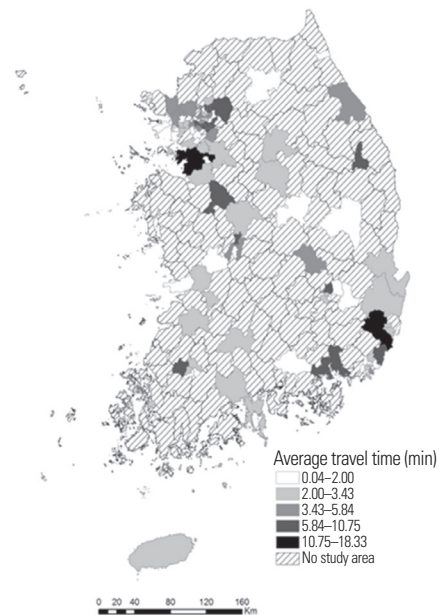 Average travel time (min)
0.04–2.00
2.00–3.43
3.43–5.84
5.84–10.75
10.75–18.33
No study area
0 20 40 80 120 160
Km